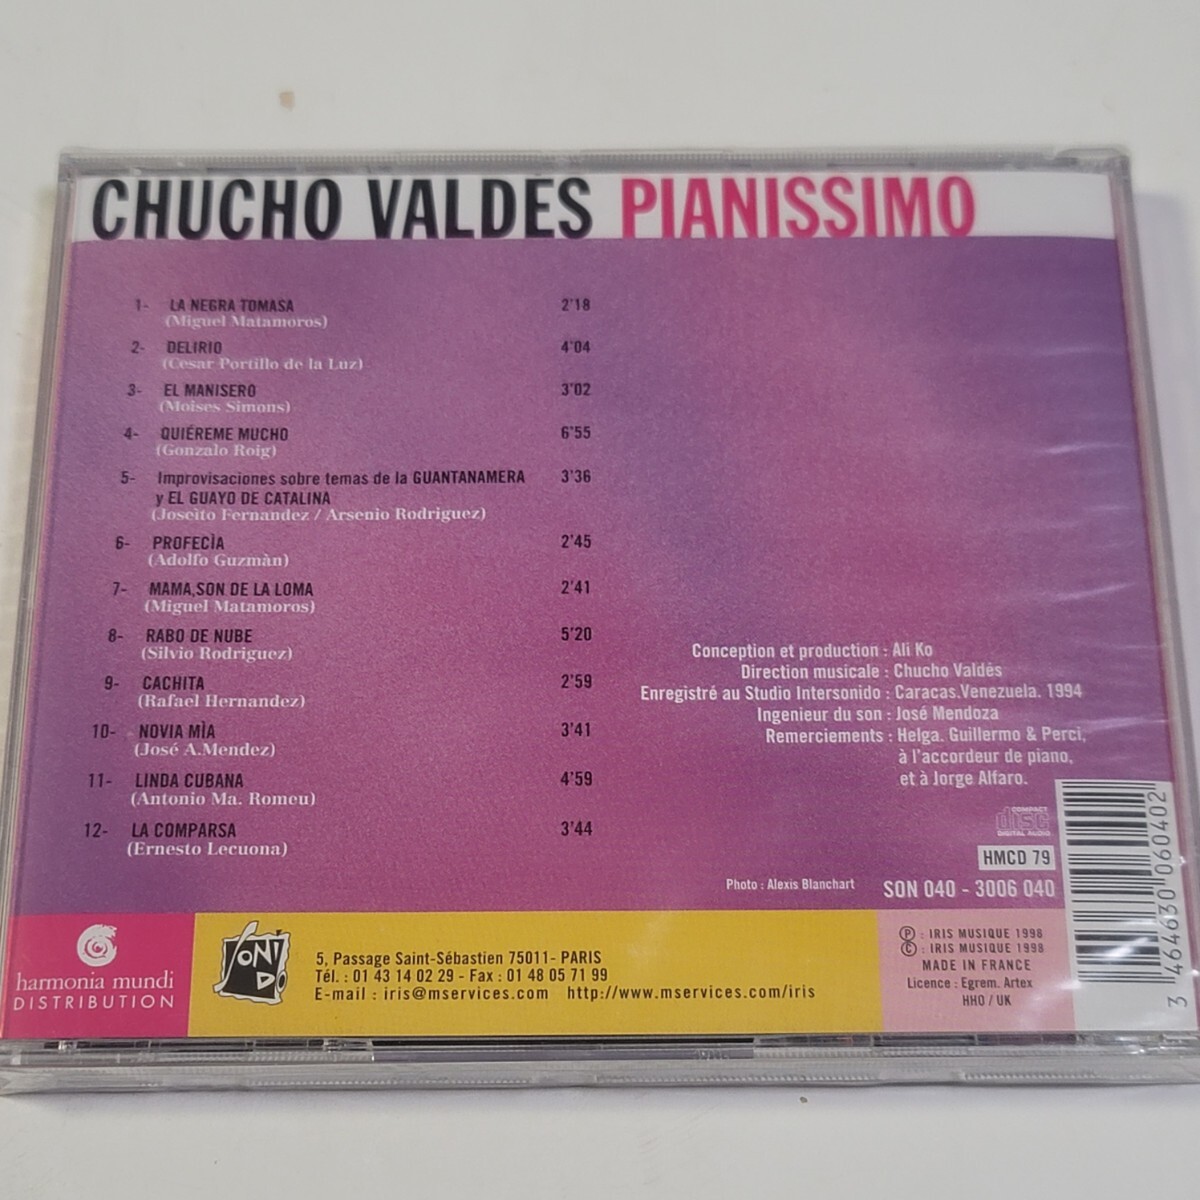 CHUCHO VALDES PIANISSIMO
1- LA NEGRA TOMASA 2'18
(Miguel Matamoros)
2- DELIRIO 4'04
(Cesar Portillo de la Luz)
3- EL MANISERO 3'02
(Moises Simons)
4- QUIÉREME MUCHO 6'55
(Gonzalo Roig)
5- Improvisaciones sobre temas de la GUANTANAMERA 3'36
y EL GUAYO DE CATALINA
(Joseito Fernandez / Arsenio Rodriguez)
6- PROFECÌA 2'45
(Adolfo Guzmàn)
7- MAMA,SON DE LA LOMA 2'41
(Miguel Matamoros)
8- RABO DE NUBE 5'20
(Silvio Rodriguez)
9- CACHITA 2'59
(Rafael Hernandez)
10- NOVIA MÌA 3'41
(José A.Mendez)
11- LINDA CUBANA 4'59
(Antonio Ma. Romeu)
12- LA COMPARSA 3'44
(Ernesto Lecuona)
Conception et production : Ali Ko
Direction musicale : Chucho Valdés
Enregistré au Studio Intersonido : Caracas.Venezuela. 1994
Ingenieur du son : José Mendoza
Remerciements : Helga. Guillermo & Perci,
à l'accordeur de piano,
et à Jorge Alfaro.
COMPACT
disc
DIGITAL AUDIO
HMCD 79
Photo : Alexis Blanchart
SON 040 - 3006 040
3 464630 060402
harmonia mundi
DISTRIBUTION
SONIDO
5, Passage Saint-Sébastien 75011- PARIS
Tél. : 01 43 14 02 29 - Fax : 01 48 05 71 99
E-mail : iris@mservices.com http://www.mservices.com/iris
℗ : IRIS MUSIQUE 1998
© : IRIS MUSIQUE 1998
MADE IN FRANCE
Licence : Egrem. Artex
HHO / UK